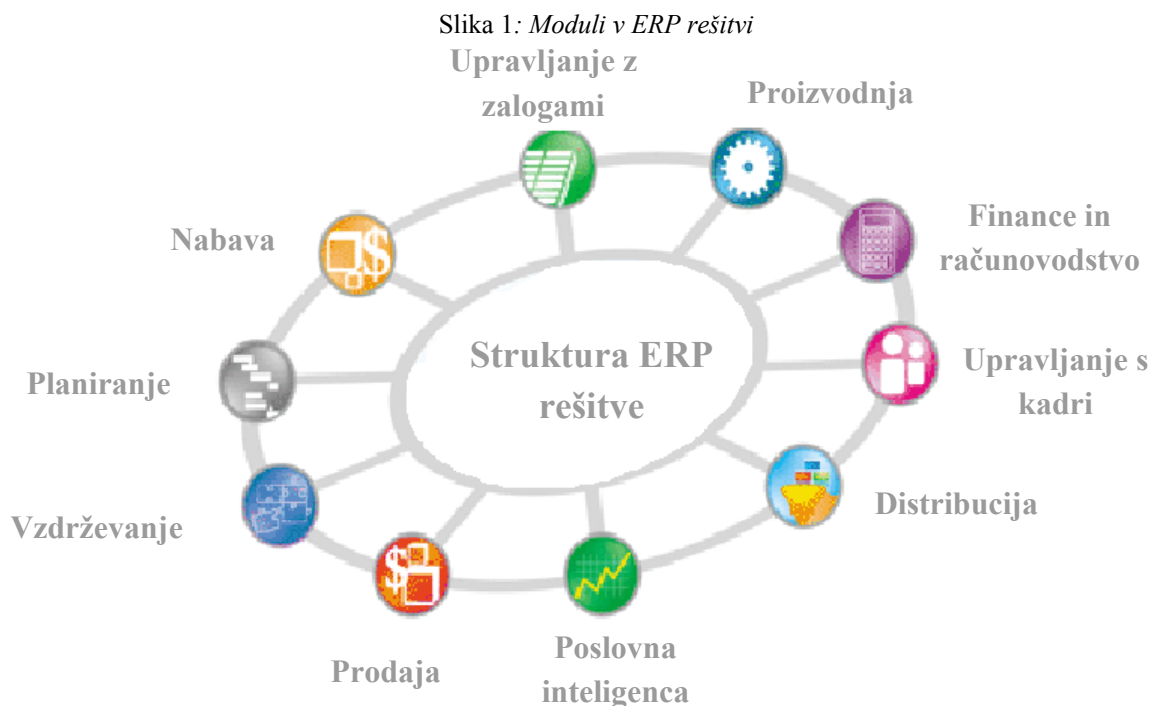 Slika 1: Moduli v ERP rešitvi
Upravljanje z
zalogami
Proizvodnja
Finance in
računovodstvo
Nabava
Struktura ERP
rešitve
Upravljanje s
kadri
Planiranje
Distribucija
Vzdrževanje
Prodaja
Poslovna
inteligenca